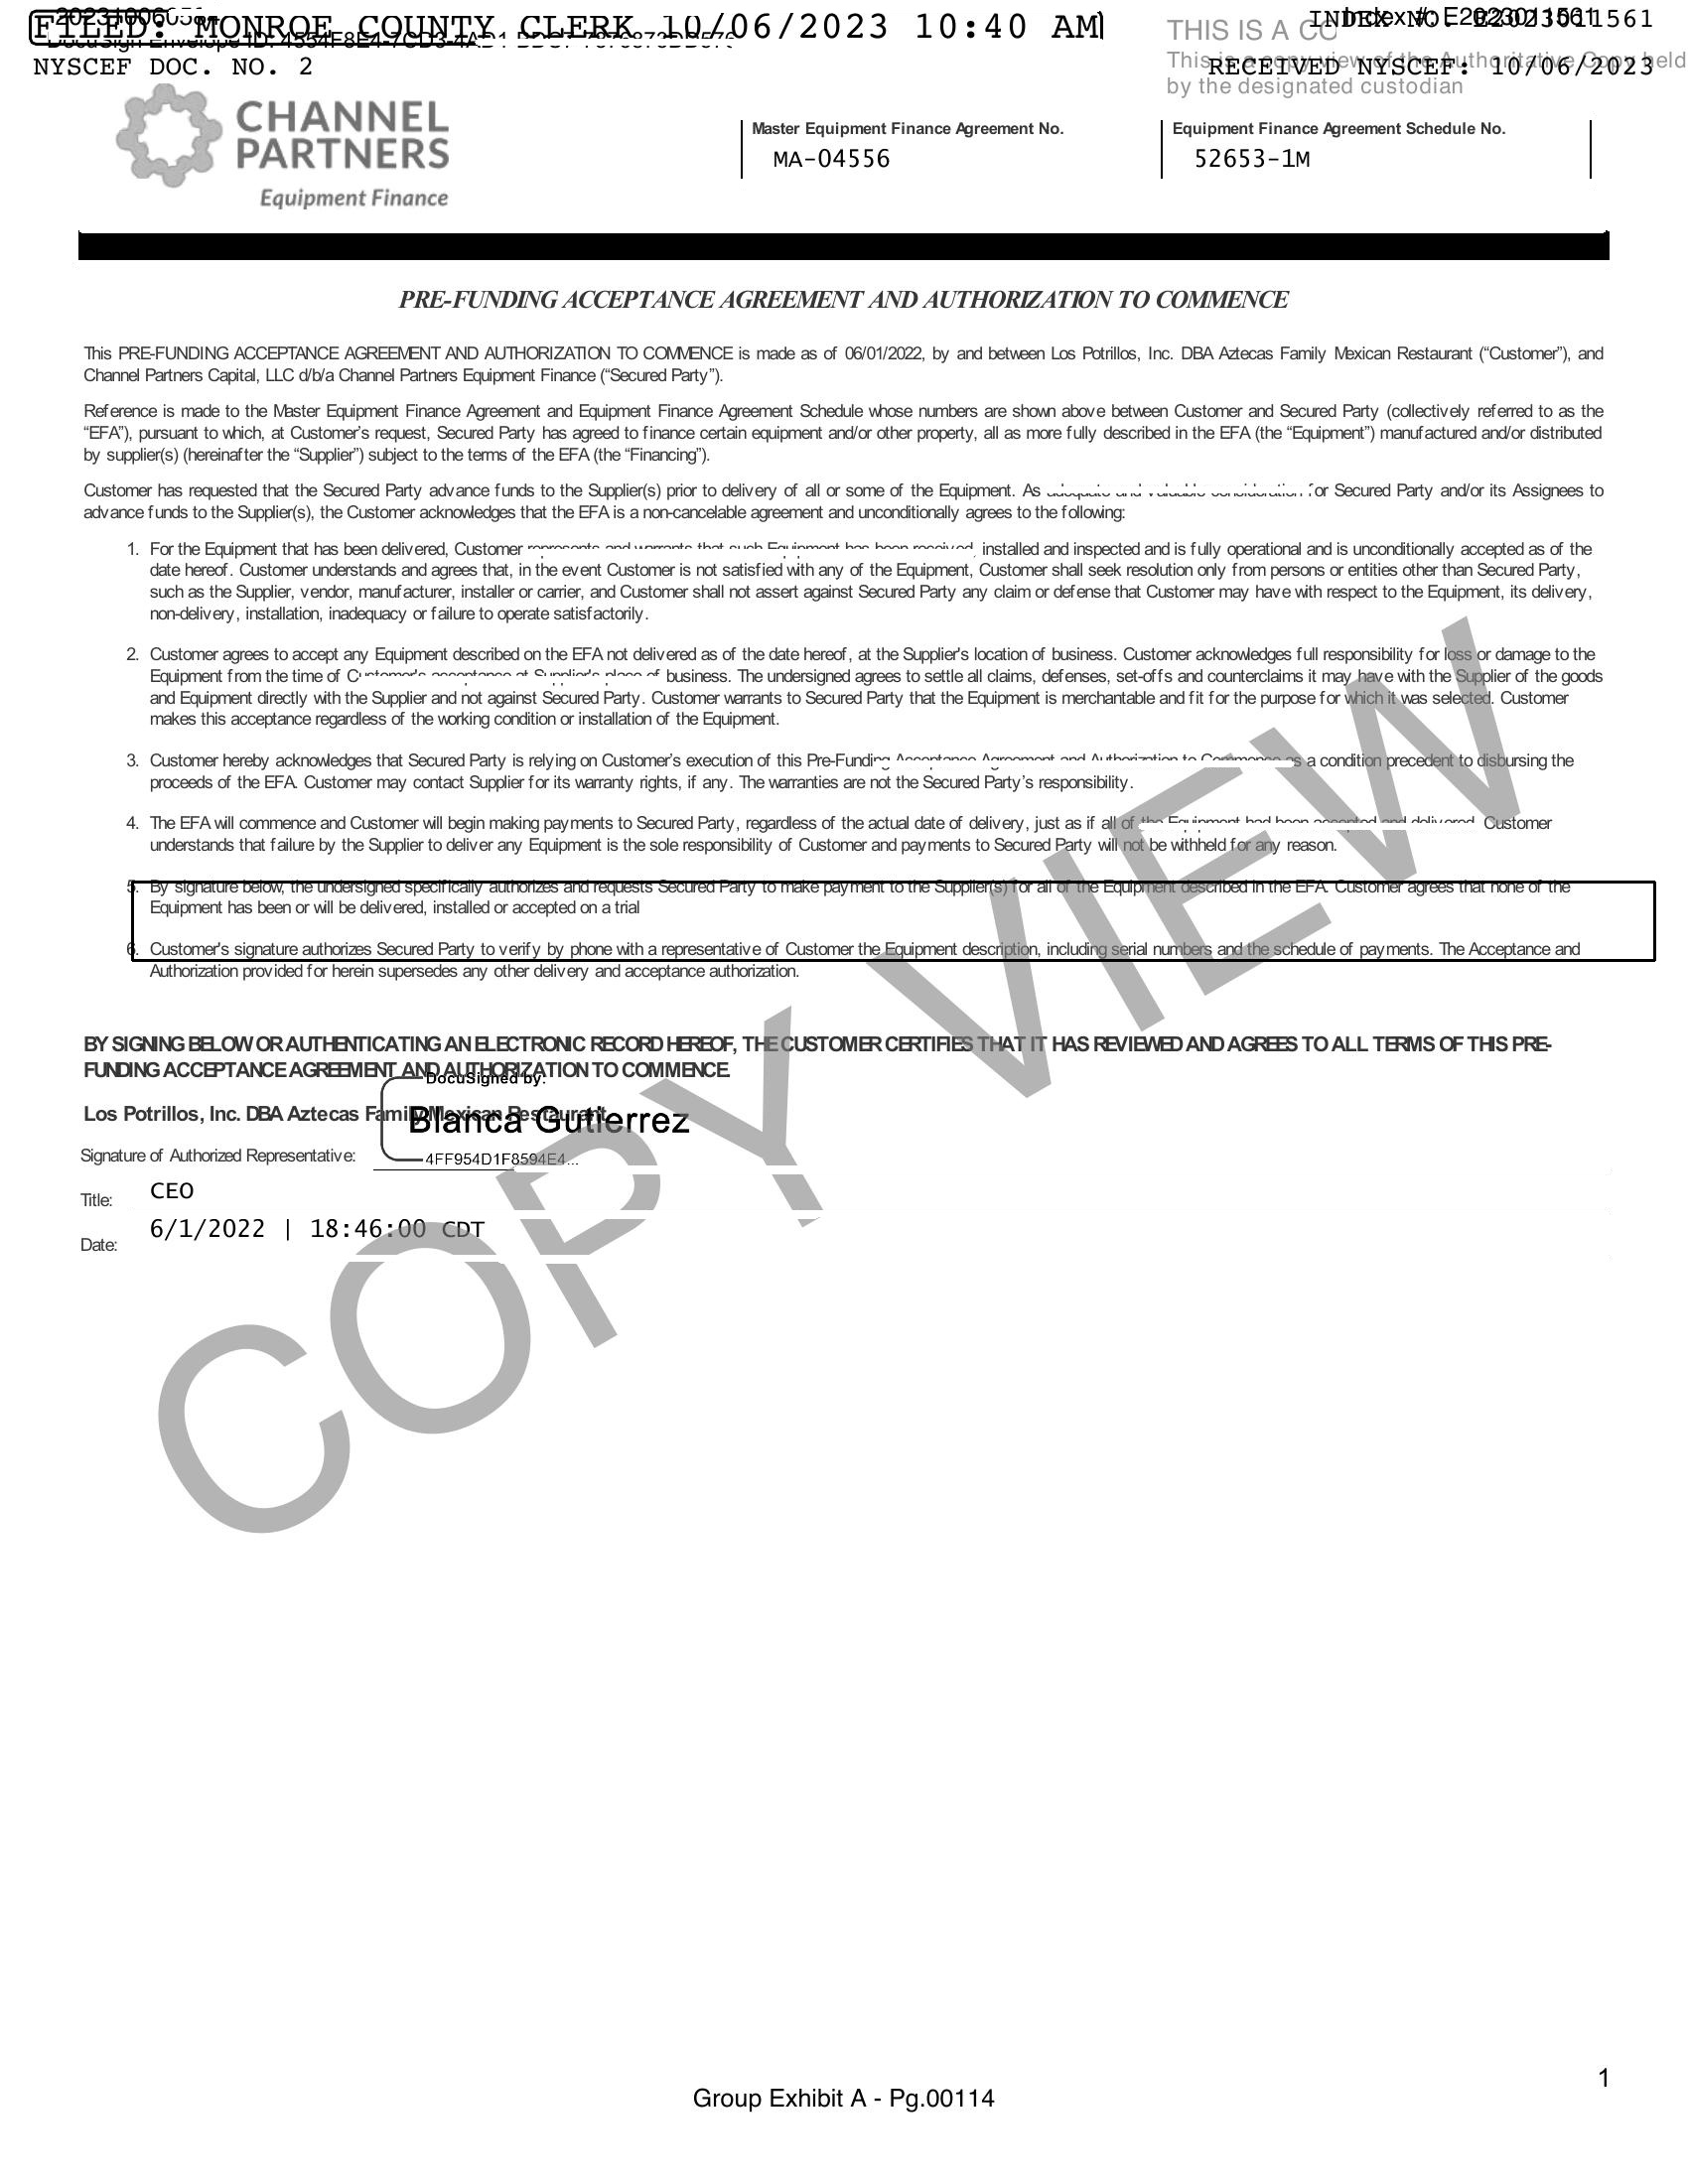 FILED: MONROE COUNTY CLERK 10/06/2023 10:40 AM
INDEX NO. E2023011561
NYSCEF DOC. NO. 2
RECEIVED NYSCEF: 10/06/2023
THIS IS A
This is a copy view of the Authoritative Copy held
by the designated custodian
CHANNEL
PARTNERS
Equipment Finance
Master Equipment Finance Agreement No.
MA-04556
Equipment Finance Agreement Schedule No.
52653-1M
PRE-FUNDING ACCEPTANCE AGREEMENT AND AUTHORIZATION TO COMMENCE
This PRE-FUNDING ACCEPTANCE AGREEMENT AND AUTHORIZATION TO COMMENCE is made as of 06/01/2022, by and between Los Potrillos, Inc. DBA Aztecas Family Mexican Restaurant (“Customer”), and
Channel Partners Capital, LLC d/b/a Channel Partners Equipment Finance (“Secured Party”).
Reference is made to the Master Equipment Finance Agreement and Equipment Finance Agreement Schedule whose numbers are shown above between Customer and Secured Party (collectively referred to as the
“EFA”), pursuant to which, at Customer’s request, Secured Party has agreed to finance certain equipment and/or other property, all as more fully described in the EFA (the “Equipment”) manufactured and/or distributed
by supplier(s) (hereinafter the “Supplier”) subject to the terms of the EFA (the “Financing”).
Customer has requested that the Secured Party advance funds to the Supplier(s) prior to delivery of all or some of the Equipment. As adequate and valuable consideration for Secured Party and/or its Assignees to
advance funds to the Supplier(s), the Customer acknowledges that the EFA is a non-cancelable agreement and unconditionally agrees to the following:
1. For the Equipment that has been delivered, Customer represents and warrants that such Equipment has been received, installed and inspected and is fully operational and is unconditionally accepted as of the
date hereof. Customer understands and agrees that, in the event Customer is not satisfied with any of the Equipment, Customer shall seek resolution only from persons or entities other than Secured Party,
such as the Supplier, vendor, manufacturer, installer or carrier, and Customer shall not assert against Secured Party any claim or defense that Customer may have with respect to the Equipment, its delivery,
non-delivery, installation, inadequacy or failure to operate satisfactorily.
2. Customer agrees to accept any Equipment described on the EFA not delivered as of the date hereof, at the Supplier's location of business. Customer acknowledges full responsibility for loss or damage to the
Equipment from the time of Customer's acceptance at Supplier's place of business. The undersigned agrees to settle all claims, defenses, set-offs and counterclaims it may have with the Supplier of the goods
and Equipment directly with the Supplier and not against Secured Party. Customer warrants to Secured Party that the Equipment is merchantable and fit for the purpose for which it was selected. Customer
makes this acceptance regardless of the working condition or installation of the Equipment.
3. Customer hereby acknowledges that Secured Party is relying on Customer’s execution of this Pre-Funding Acceptance Agreement and Authorization to Commence as a condition precedent to disbursing the
proceeds of the EFA. Customer may contact Supplier for its warranty rights, if any. The warranties are not the Secured Party’s responsibility.
4. The EFA will commence and Customer will begin making payments to Secured Party, regardless of the actual date of delivery, just as if all of the Equipment had been accepted and delivered. Customer
understands that failure by the Supplier to deliver any Equipment is the sole responsibility of Customer and payments to Secured Party will not be withheld for any reason.
5. By signature below, the undersigned specifically authorizes and requests Secured Party to make payment to the Supplier(s) for all of the Equipment described in the EFA. Customer agrees that none of the
Equipment has been or will be delivered, installed or accepted on a trial
6. Customer's signature authorizes Secured Party to verify by phone with a representative of Customer the Equipment description, including serial numbers and the schedule of payments. The Acceptance and
Authorization provided for herein supersedes any other delivery and acceptance authorization.
BY SIGNING BELOW OR AUTHENTICATING AN ELECTRONIC RECORD HEREOF, THE CUSTOMER CERTIFIES THAT IT HAS REVIEWED AND AGREES TO ALL TERMS OF THIS PRE-
FUNDING ACCEPTANCE AGREEMENT AND AUTHORIZATION TO COMMENCE.
DocuSigned by:
Los Potrillos, Inc. DBA Aztecas Family Mexican Restaurant
Blanca Gutierrez
Signature of Authorized Representative:
4FF954D1F8594E4...
Title: CEO
Date: 6/1/2022 | 18:46:00 CDT
COPY VIEW
1
Group Exhibit A - Pg.00114